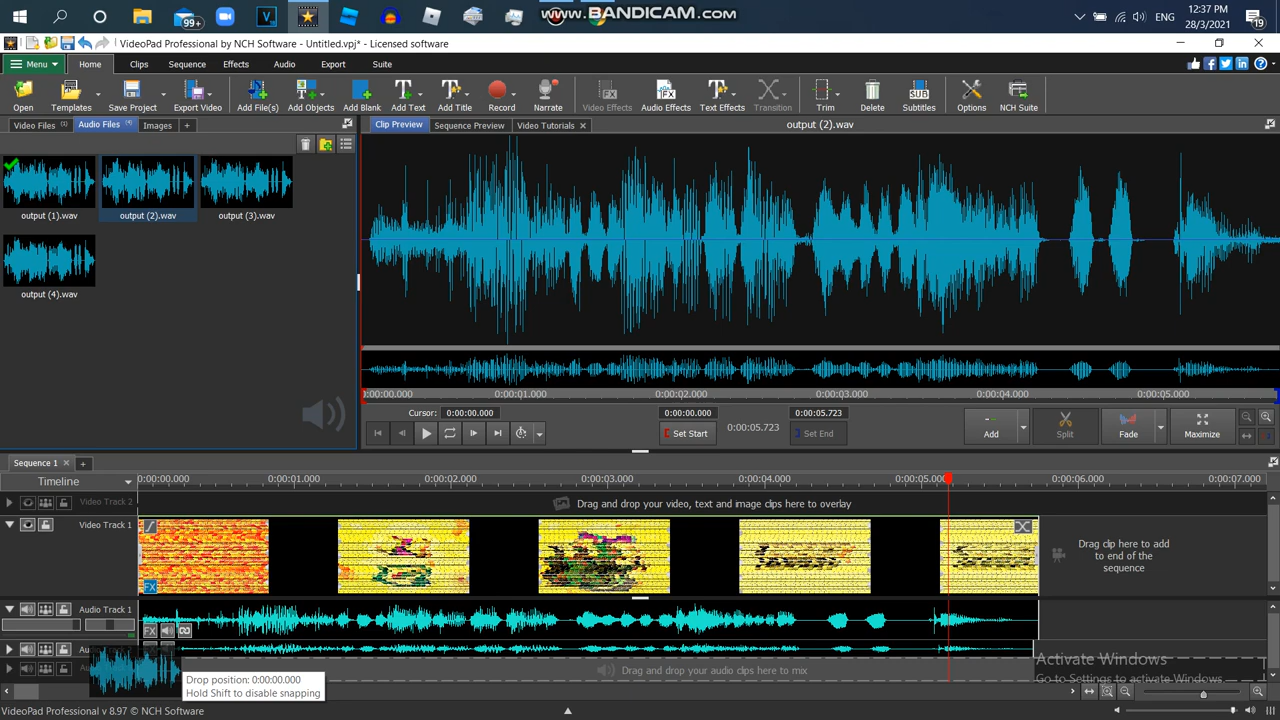 12:37 PM
www.BANDICAM.com
99+
ENG
28/3/2021
19
VideoPad Professional by NCH Software - Untitled.vpj* - Licensed software
Menu
Home
Clips
Sequence
Effects
Audio
Export
Suite
Open
Templates
Save Project
Export Video
Add File(s)
Add Objects
Add Blank
Add Text
Add Title
Record
Narrate
Video Effects
Audio Effects
Text Effects
Transition
Trim
Delete
Subtitles
Options
NCH Suite
Video Files
Audio Files
Images
Clip Preview
Sequence Preview
Video Tutorials
output (2).wav
output (1).wav
output (2).wav
output (3).wav
output (4).wav
0:00:00.000
0:00:01.000
0:00:02.000
0:00:03.000
0:00:04.000
0:00:05.000
Cursor:
0:00:00.000
0:00:00.000
0:00:05.723
0:00:05.723
Set Start
Set End
Add
Split
Fade
Maximize
Sequence 1
Timeline
0:00:00.000
0:00:01.000
0:00:02.000
0:00:03.000
0:00:04.000
0:00:05.000
0:00:06.000
0:00:07.000
Video Track 2
Drag and drop your video, text and image clips here to overlay
Video Track 1
FX
Drag clip here to add
to end of the
sequence
Audio Track 1
FX
Drag and drop your audio clips here to mix
Drop position: 0:00:00.000
Hold Shift to disable snapping
Activate Windows
Go to Settings to activate Windows.
VideoPad Professional v 8.97 © NCH Software